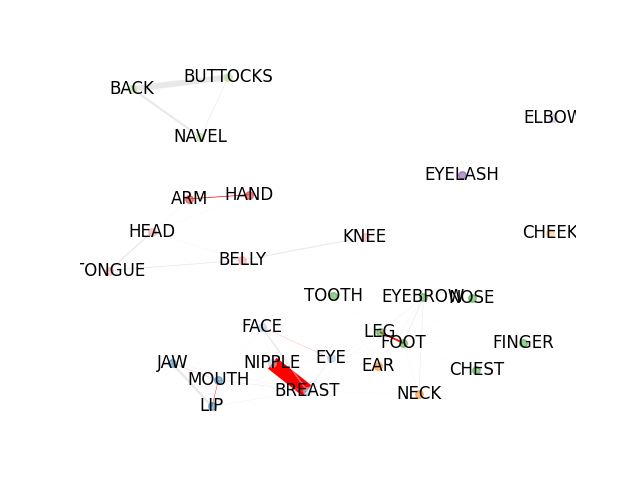 BUTTOCKS
BACK
ELBOW
NAVEL
EYELASH
ARM
HAND
HEAD
CHEEK
KNEE
BELLY
TONGUE
TOOTH
EYEBROW
NOSE
FACE
LEG
FOOT
FINGER
EYE
JAW
NIPPLE
EAR
CHEST
MOUTH
BREAST
NECK
LIP